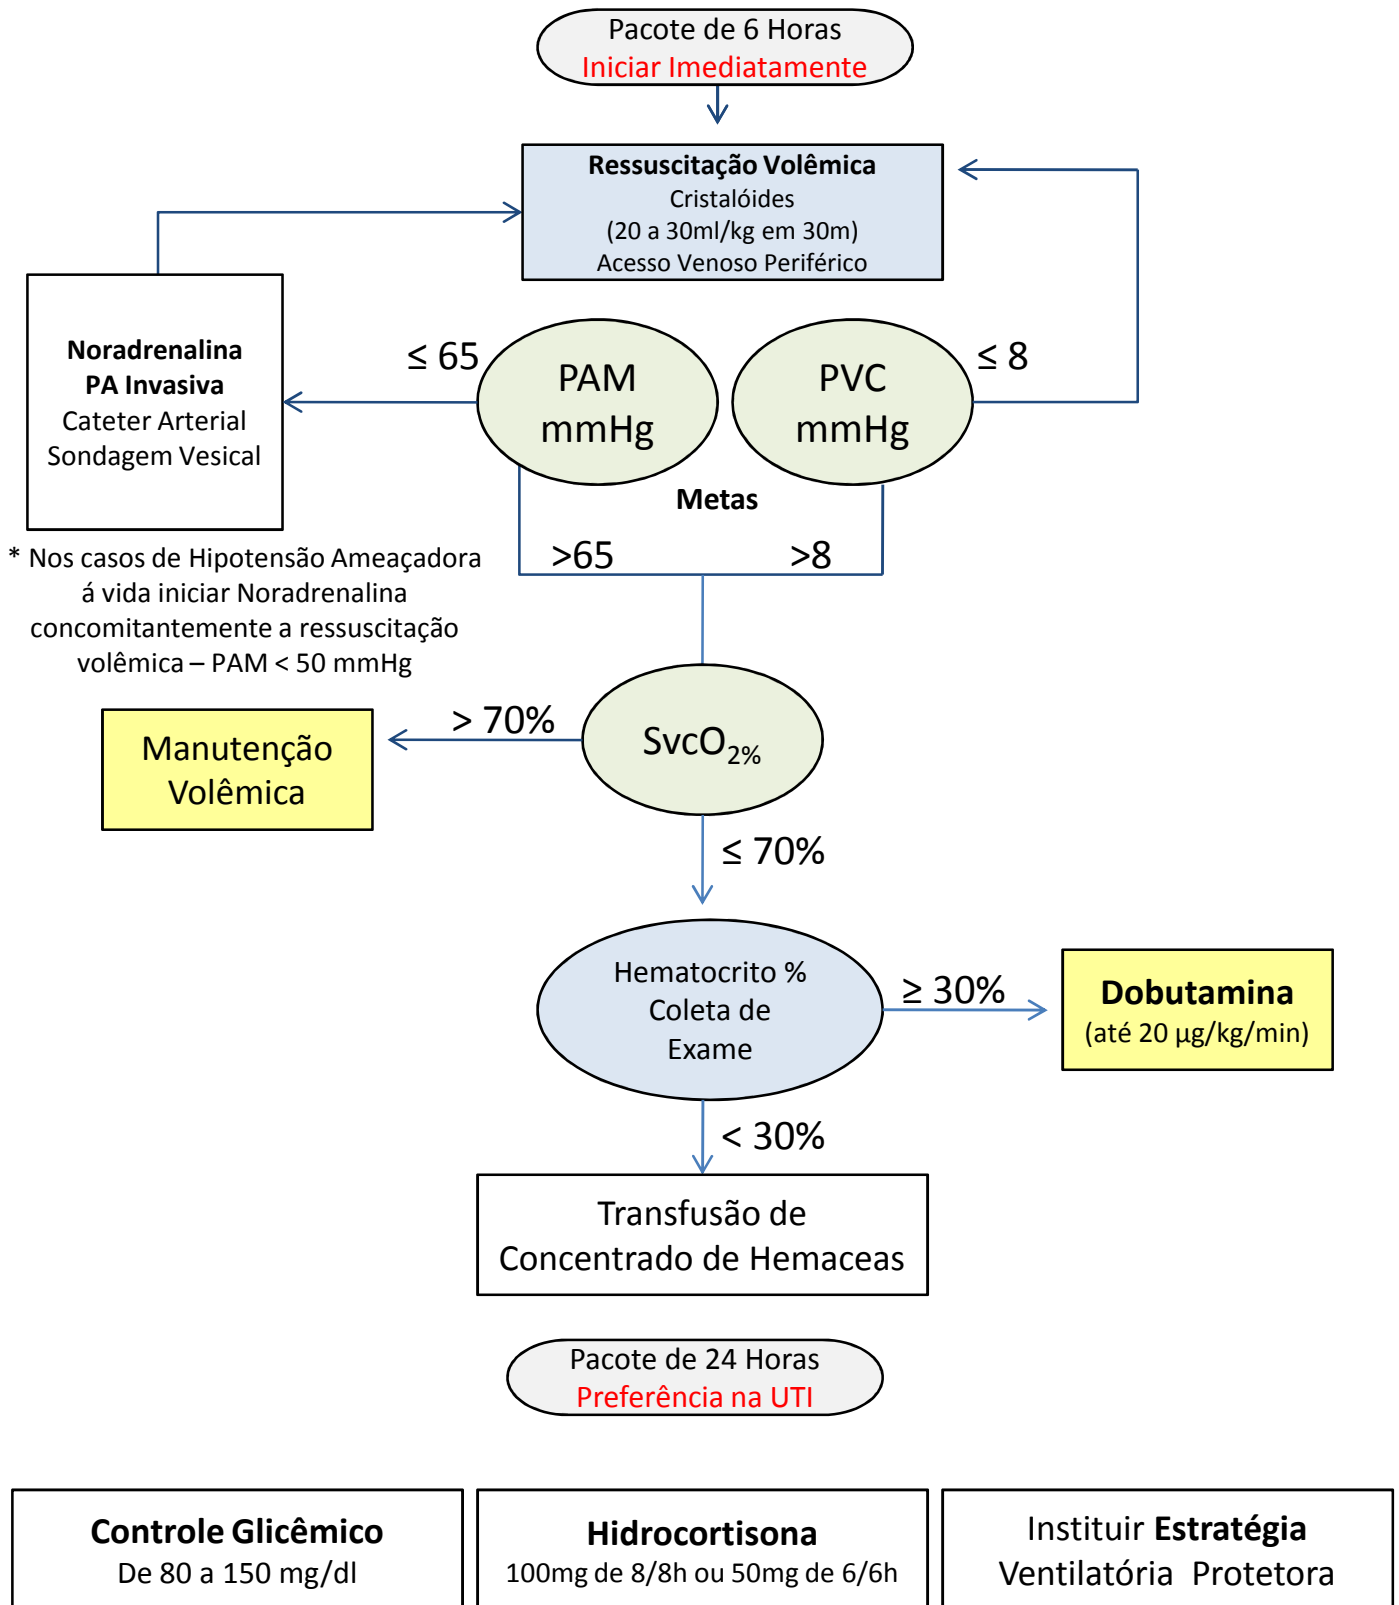 Pacote de 6 Horas
Iniciar Imediatamente
Ressuscitação Volêmica
Cristalóides
(20 a 30ml/kg em 30m)
Acesso Venoso Periférico
Noradrenalina
PA Invasiva
Cateter Arterial
Sondagem Vesical
≤ 65
PAM
mmHg
PVC
mmHg
≤ 8
Metas
>65
>8
* Nos casos de Hipotensão Ameaçadora
á vida iniciar Noradrenalina
concomitantemente a ressuscitação
volêmica – PAM < 50 mmHg
Manutenção
Volêmica
> 70%
SvcO2%
≤ 70%
Hematocrito %
Coleta de
Exame
≥ 30%
Dobutamina
(até 20 µg/kg/min)
< 30%
Transfusão de
Concentrado de Hemaceas
Pacote de 24 Horas
Preferência na UTI
Controle Glicêmico
De 80 a 150 mg/dl
Hidrocortisona
100mg de 8/8h ou 50mg de 6/6h
Instituir Estratégia
Ventilatória Protetora